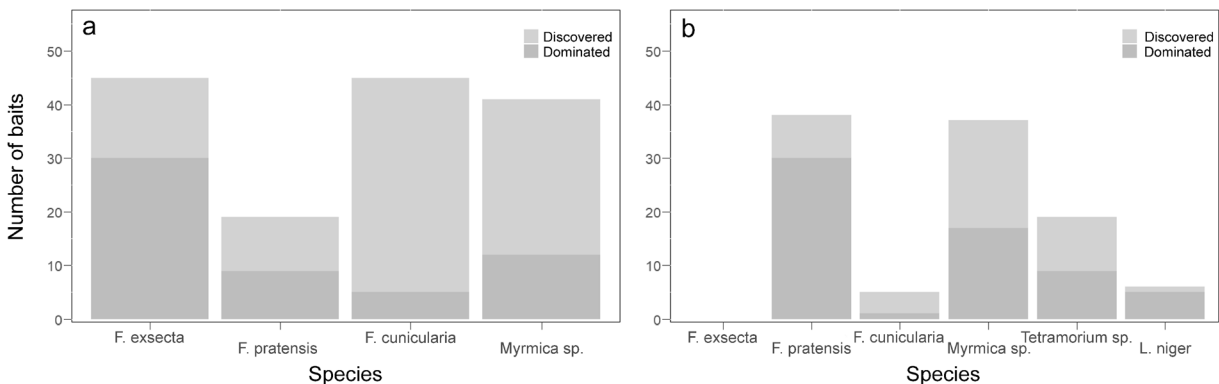 a
Discovered
Dominated
50
40
30
20
10
0
Number of baits
F. exsecta
F. pratensis
F. cunicularia
Myrmica sp.
Species
b
Discovered
Dominated
50
40
30
20
10
0
F. exsecta
F. pratensis
F. cunicularia
Myrmica sp.
Tetramorium sp.
L. niger
Species